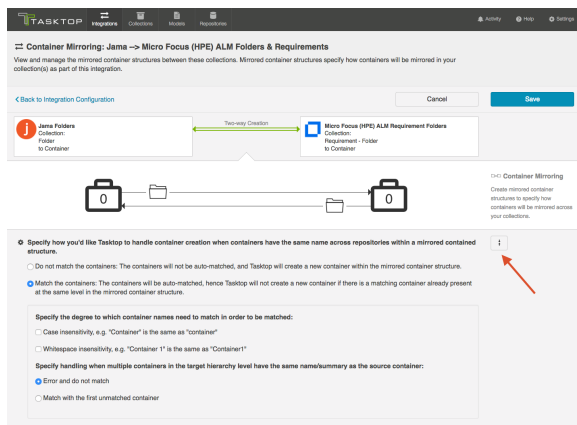 TASKTOP
Integrations
Collections
Models
Repositories
Activity
Help
Settings
Container Mirroring: Jama --> Micro Focus (HPE) ALM Folders & Requirements
View and manage the mirrored container structures between these collections. Mirrored container structures specify how containers will be mirrored in your
collection(s) as part of this integration.
Back to Integration Configuration
Cancel
Save
Jama Folders
Collection:
Folder
to Container
Two-way Creation
Micro Focus (HPE) ALM Requirement Folders
Collection:
Requirement - Folder
to Container
0
0
Container Mirroring
Create mirrored container
structures to specify how
containers will be mirrored across
your collections.
Specify how you'd like Tasktop to handle container creation when containers have the same name across repositories within a mirrored contained
structure.
Do not match the containers: The containers will not be auto-matched, and Tasktop will create a new container within the mirrored container structure.
Match the containers: The containers will be auto-matched, hence Tasktop will not create a new container if there is a matching container already present
at the same level in the mirrored container structure.
Specify the degree to which container names need to match in order to be matched:
Case insensitivity, e.g. "Container" is the same as "container"
Whitespace insensitivity, e.g. "Container 1" is the same as "Container1"
Specify handling when multiple containers in the target hierarchy level have the same name/summary as the source container:
Error and do not match
Match with the first unmatched container